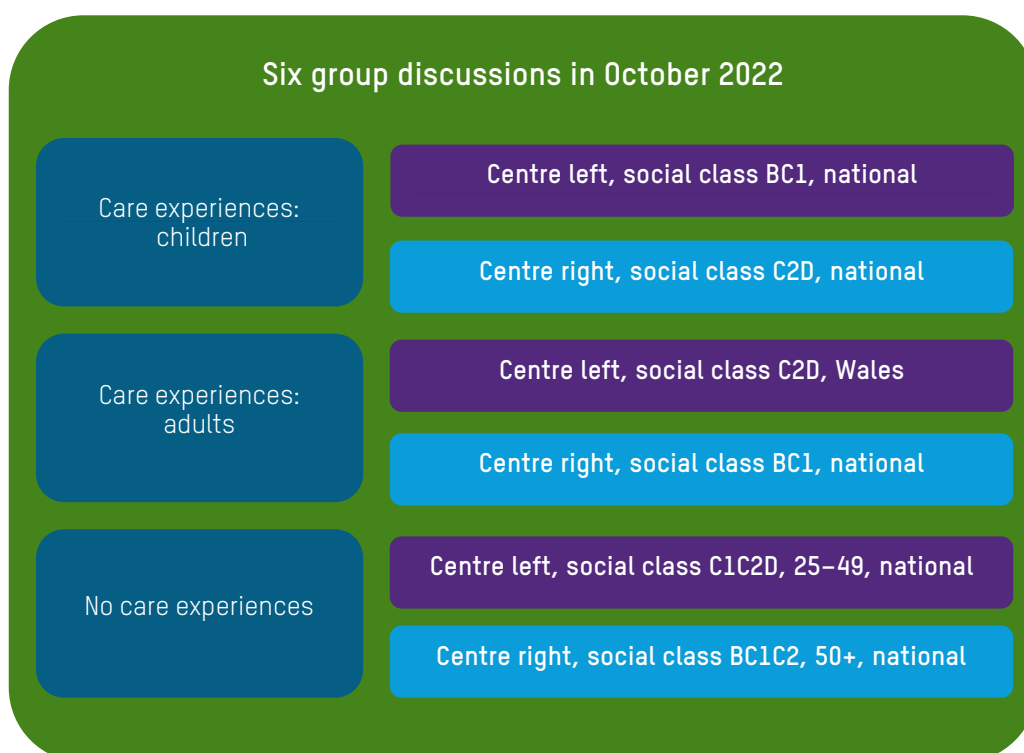 Six group discussions in October 2022
Care experiences:
children
Centre left, social class BC1, national
Centre right, social class C2D, national
Care experiences:
adults
Centre left, social class C2D, Wales
Centre right, social class BC1, national
No care experiences
Centre left, social class C1C2D, 25–49, national
Centre right, social class BC1C2, 50+, national